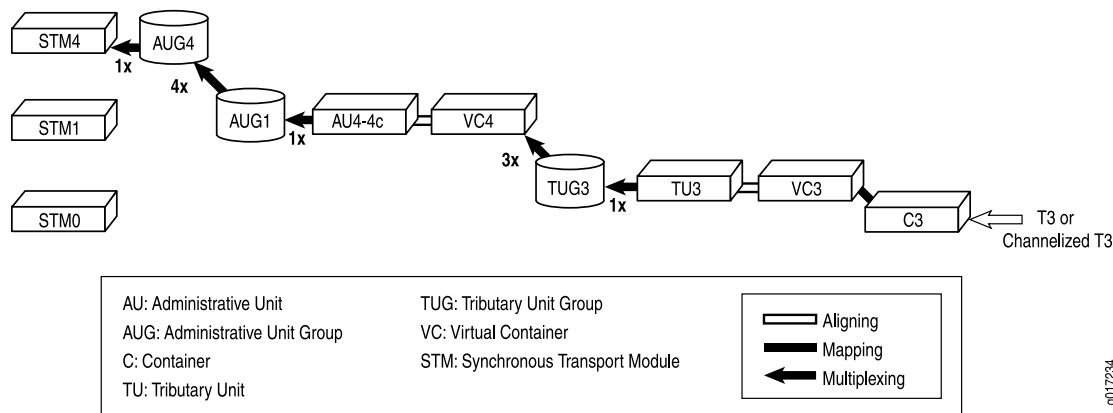 STM4
AUG4
1x
4x
STM1
AUG1
1x
AU4-4c
VC4
3x
STM0
TUG3
1x
TU3
VC3
C3
T3 or
Channelized T3
AU: Administrative Unit
AUG: Administrative Unit Group
C: Container
TU: Tributary Unit
TUG: Tributary Unit Group
VC: Virtual Container
STM: Synchronous Transport Module
Aligning
Mapping
Multiplexing
g017234